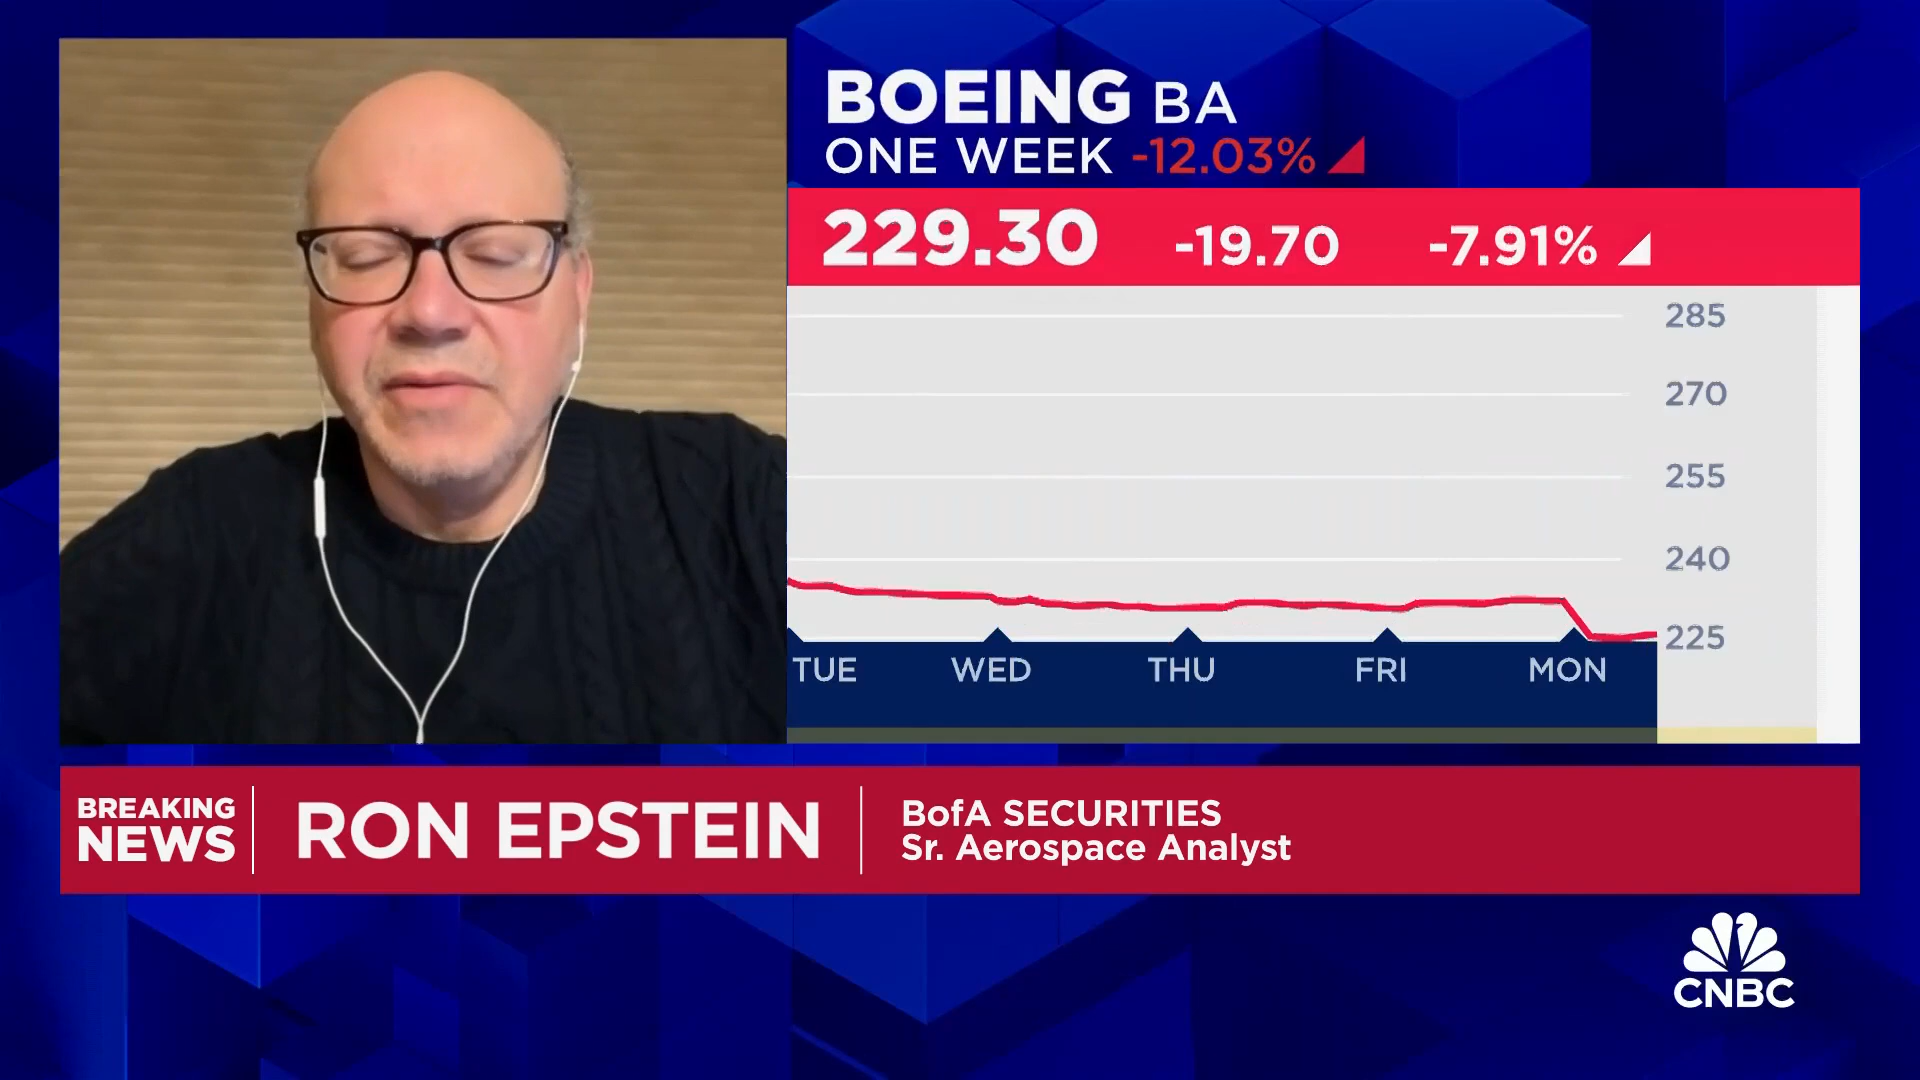 BOEING BA
ONE WEEK -12.03%
229.30 -19.70 -7.91%
285
270
255
240
225
TUE WED THU FRI MON
BREAKING
NEWS
RON EPSTEIN
BofA SECURITIES
Sr. Aerospace Analyst
CNBC